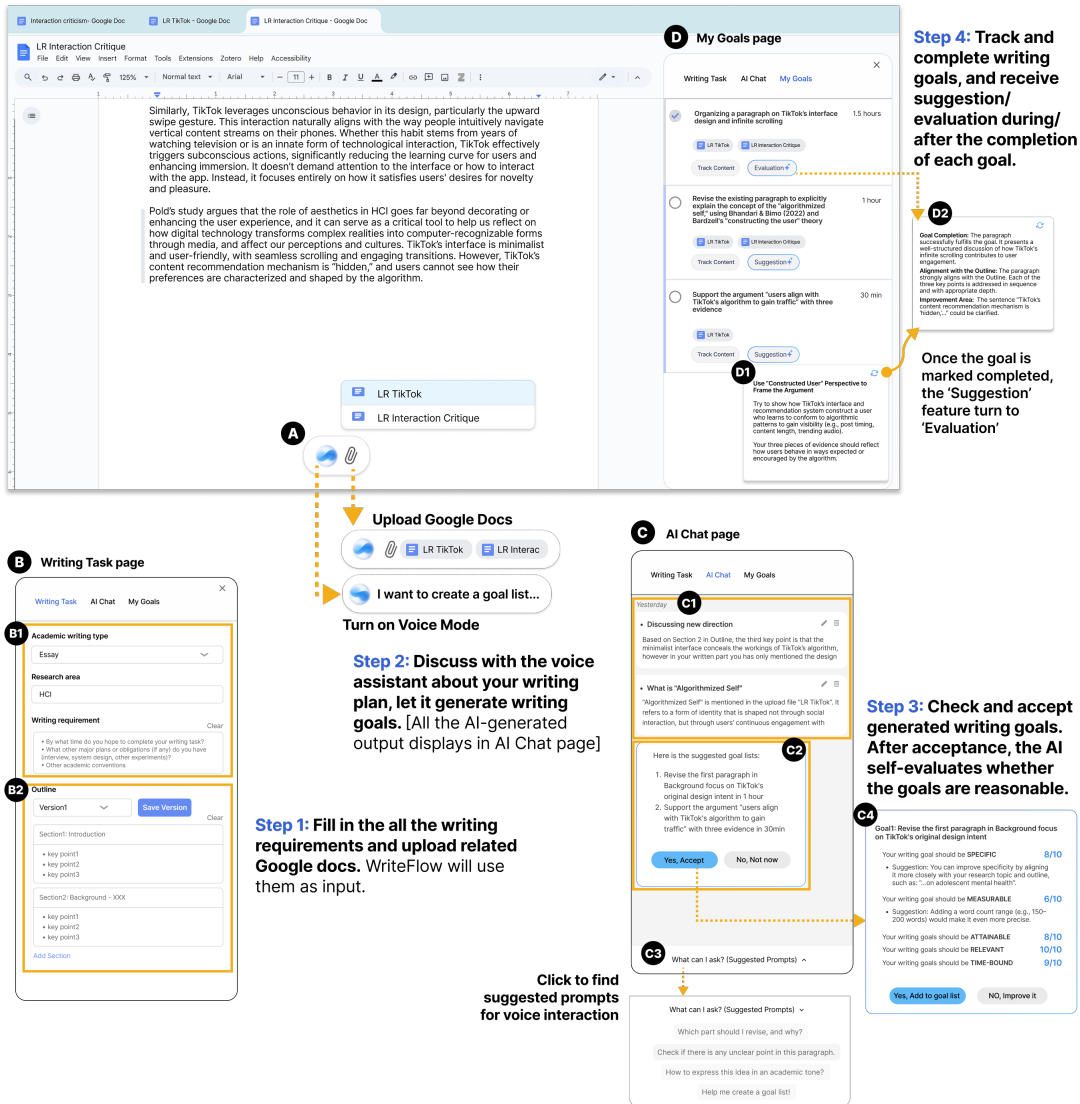 Interaction criticism- Google Doc
LR TikTok - Google Doc
LR Interaction Critique - Google Doc
LR Interaction Critique
File Edit View Insert Format Tools Extensions Zotero Help Accessibility
125% Normal text Arial 11 B I U A
1 1 2 3 4 5 6 7
Similarly, TikTok leverages unconscious behavior in its design, particularly the upward
swipe gesture. This interaction naturally aligns with the way people intuitively navigate
vertical content streams on their phones. Whether this habit stems from years of
watching television or is an innate form of technological interaction, TikTok effectively
triggers subconscious actions, significantly reducing the learning curve for users and
enhancing immersion. It doesn't demand attention to the interface or how to interact
with the app. Instead, it focuses entirely on how it satisfies users' desires for novelty
and pleasure.
Pold's study argues that the role of aesthetics in HCI goes far beyond decorating or
enhancing the user experience, and it can serve as a critical tool to help us reflect on
how digital technology transforms complex realities into computer-recognizable forms
through media, and affect our perceptions and cultures. TikTok's interface is minimalist
and user-friendly, with seamless scrolling and engaging transitions. However, TikTok's
content recommendation mechanism is "hidden," and users cannot see how their
preferences are characterized and shaped by the algorithm.
LR TikTok
LR Interaction Critique
A
D My Goals page
Writing Task AI Chat My Goals
Organizing a paragraph on TikTok's interface
design and infinite scrolling
1.5 hours
LR TikTok LR Interaction Critique
Track Content Evaluation
Revise the existing paragraph to explicitly
explain the concept of the "algorithmized
self," using Bhandari & Bimo (2022) and
Bardzell's "constructing the user" theory
1 hour
LR TikTok LR Interaction Critique
Track Content Suggestion
Support the argument "users align with
TikTok's algorithm to gain traffic" with three
evidence
30 min
LR TikTok
Track Content Suggestion
D1
Use "Constructed User" Perspective to
Frame the Argument
Try to show how TikTok's interface and
recommendation system construct a user
who learns to conform to algorithmic
patterns to gain visibility (e.g., post timing,
content length, trending audio).
Your three pieces of evidence should reflect
how users behave in ways expected or
encouraged by the algorithm.
Step 4: Track and
complete writing
goals, and receive
suggestion/
evaluation during/
after the completion
of each goal.
D2
Goal Completion: The paragraph
successfully fulfills the goal. It presents a
well-structured discussion of how TikTok's
infinite scrolling contributes to user
engagement.
Alignment with the Outline: The paragraph
strongly aligns with the Outline. Each of the
three key points is addressed in sequence
and with appropriate depth.
Improvement Area: The sentence "TikTok's
content recommendation mechanism is
'hidden,'..." could be clarified.
Once the goal is
marked completed,
the 'Suggestion'
feature turn to
'Evaluation'
Upload Google Docs
LR TikTok LR Interac
I want to create a goal list...
Turn on Voice Mode
Step 2: Discuss with the voice
assistant about your writing
plan, let it generate writing
goals. [All the AI-generated
output displays in AI Chat page]
B Writing Task page
Writing Task AI Chat My Goals
B1
Academic writing type
Essay
Research area
HCI
Writing requirement
Clear
• By what time do you hope to complete your writing task?
• What other major plans or obligations (if any) do you have
(interview, system design, other experiments)?
• Other academic conventions
B2
Outline
Version1 Save Version
Clear
Section1: Introduction
• key point1
• key point2
• key point3
Section2: Background - XXX
• key point1
• key point2
• key point3
Add Section
Step 1: Fill in the all the writing
requirements and upload related
Google docs. WriteFlow will use
them as input.
C AI Chat page
Writing Task AI Chat My Goals
Yesterday
C1
• Discussing new direction
Based on Section 2 in Outline, the third key point is that the
minimalist interface conceals the workings of TikTok's algorithm,
however in your written part you has only mentioned the design
• What is "Algorithmized Self"
"Algorithmized Self" is mentioned in the upload file "LR TikTok". It
refers to a form of identity that is shaped not through social
interaction, but through users' continuous engagement with
C2
Here is the suggested goal lists:
1. Revise the first paragraph in
Background focus on TikTok's
original design intent in 1 hour
2. Support the argument "users align
with TikTok's algorithm to gain
traffic" with three evidence in 30min
Yes, Accept No, Not now
C3
What can I ask? (Suggested Prompts)
Click to find
suggested prompts
for voice interaction
What can I ask? (Suggested Prompts)
Which part should I revise, and why?
Check if there is any unclear point in this paragraph.
How to express this idea in an academic tone?
Help me create a goal list!
Step 3: Check and accept
generated writing goals.
After acceptance, the AI
self-evaluates whether
the goals are reasonable.
C4
Goal1: Revise the first paragraph in Background focus
on TikTok's original design intent
Your writing goal should be SPECIFIC 8/10
• Suggestion: You can improve specificity by aligning
it more closely with your research topic and outline,
such as: "...on adolescent mental health".
Your writing goals should be MEASURABLE 6/10
• Suggestion: Adding a word count range (e.g., 150–
200 words) would make it even more precise.
Your writing goals should be ATTAINABLE 8/10
Your writing goals should be RELEVANT 10/10
Your writing goals should be TIME-BOUND 9/10
Yes, Add to goal list NO, Improve it